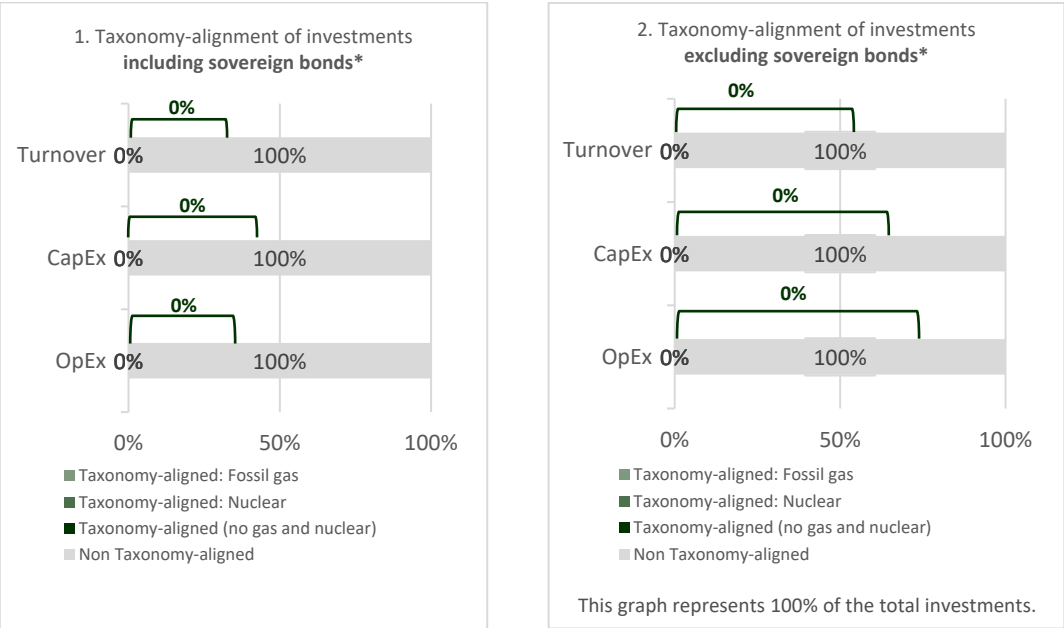 1. Taxonomy-alignment of investments
including sovereign bonds*
0%
Turnover 0% 100%
0%
CapEx 0% 100%
0%
OpEx 0% 100%
0% 50% 100%
Taxonomy-aligned: Fossil gas
Taxonomy-aligned: Nuclear
Taxonomy-aligned (no gas and nuclear)
Non Taxonomy-aligned
2. Taxonomy-alignment of investments
excluding sovereign bonds*
0%
Turnover 0% 100%
0%
CapEx 0% 100%
0%
OpEx 0% 100%
0% 50% 100%
Taxonomy-aligned: Fossil gas
Taxonomy-aligned: Nuclear
Taxonomy-aligned (no gas and nuclear)
Non Taxonomy-aligned
This graph represents 100% of the total investments.